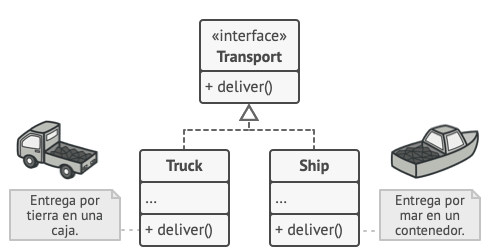 «interface»
Transport
+ deliver()
Truck
...
+ deliver()
Ship
...
+ deliver()
Entrega por
tierra en una
caja.
Entrega por
mar en un
contenedor.